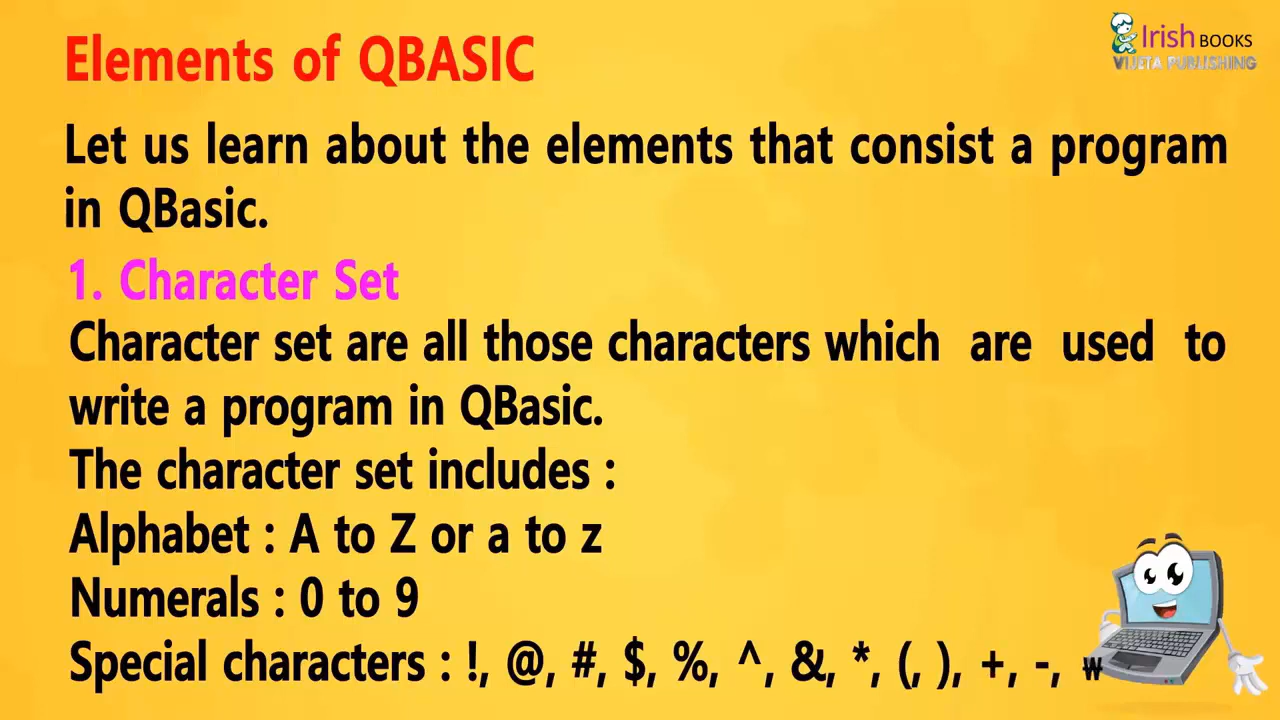 Elements of QBASIC
Irish BOOKS
VIJETA PUBLISHING
Let us learn about the elements that consist a program
in QBasic.
1. Character Set
Character set are all those characters which are used to
write a program in QBasic.
The character set includes :
Alphabet : A to Z or a to z
Numerals : 0 to 9
Special characters : !, @, #, $, %, ^, &, *, (, ), +, -,